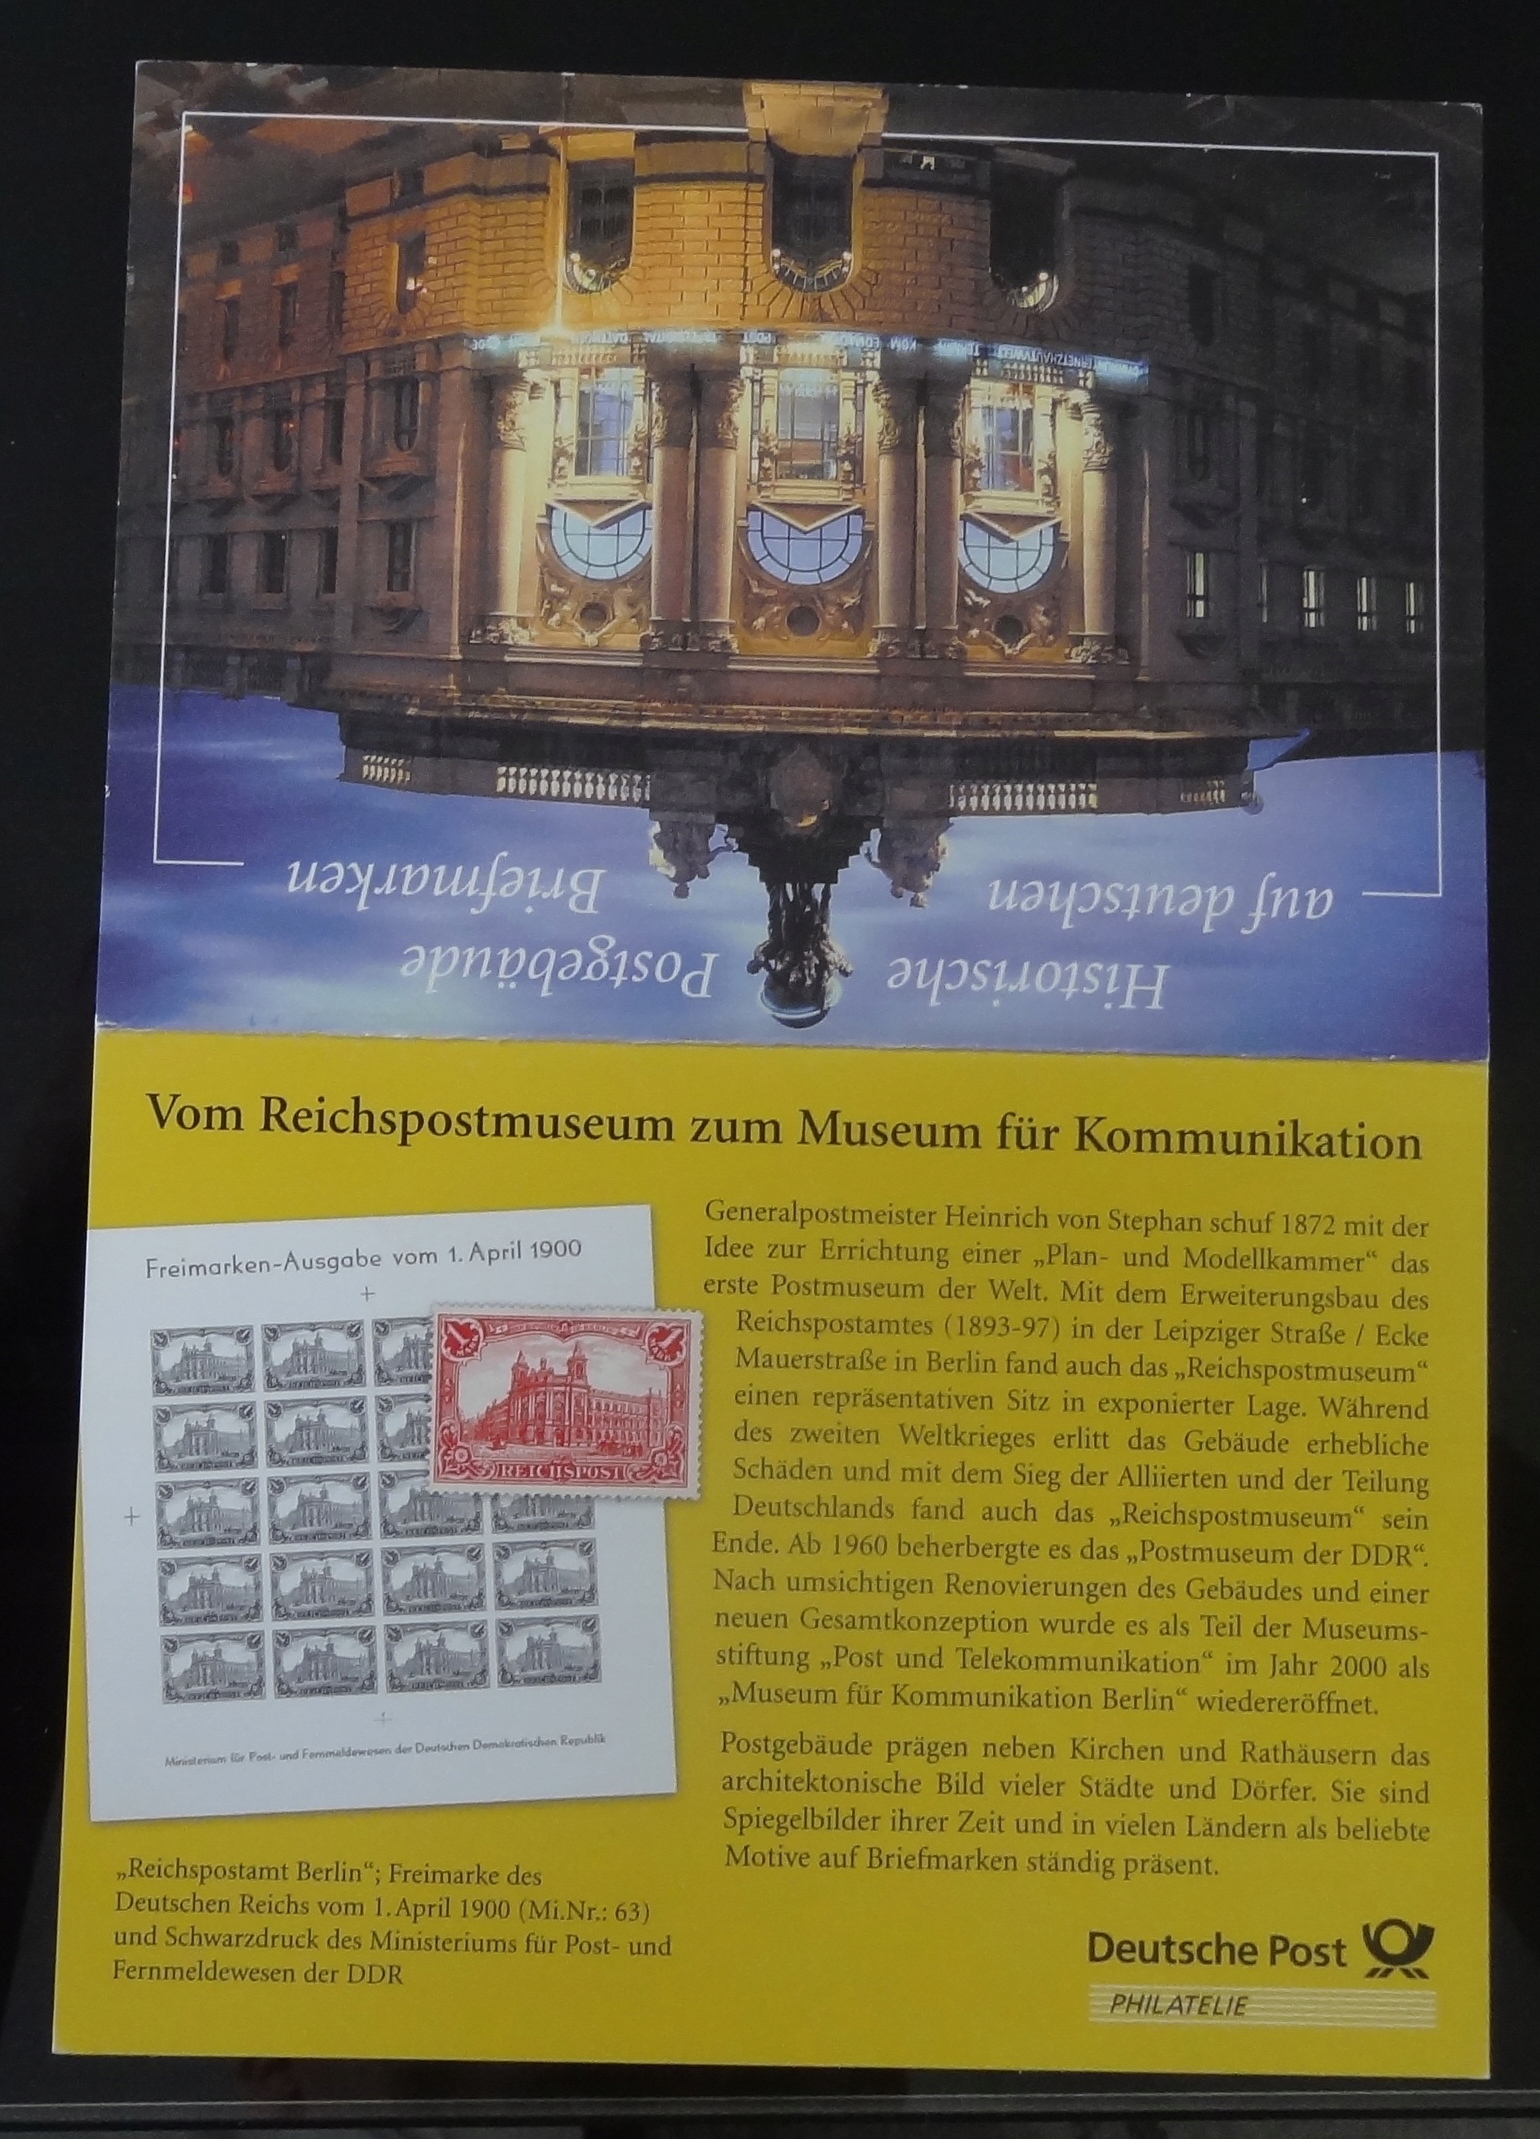 Historische
Postgebäude
auf deutschen
Briefmarken
Vom Reichspostmuseum zum Museum für Kommunikation
Freimarken-Ausgabe vom 1. April 1900
REICHSPOST
Ministerium für Post- und Fernmeldewesen der Deutschen Demokratischen Republik
„Reichspostamt Berlin“; Freimarke des
Deutschen Reichs vom 1. April 1900 (Mi.Nr.: 63)
und Schwarzdruck des Ministeriums für Post- und
Fernmeldewesen der DDR
Generalpostmeister Heinrich von Stephan schuf 1872 mit der
Idee zur Errichtung einer „Plan- und Modellkammer“ das
erste Postmuseum der Welt. Mit dem Erweiterungsbau des
Reichspostamtes (1893-97) in der Leipziger Straße / Ecke
Mauerstraße in Berlin fand auch das „Reichspostmuseum“
einen repräsentativen Sitz in exponierter Lage. Während
des zweiten Weltkrieges erlitt das Gebäude erhebliche
Schäden und mit dem Sieg der Alliierten und der Teilung
Deutschlands fand auch das „Reichspostmuseum“ sein
Ende. Ab 1960 beherbergte es das „Postmuseum der DDR“.
Nach umsichtigen Renovierungen des Gebäudes und einer
neuen Gesamtkonzeption wurde es als Teil der Museums-
stiftung „Post und Telekommunikation“ im Jahr 2000 als
„Museum für Kommunikation Berlin“ wiedereröffnet.
Postgebäude prägen neben Kirchen und Rathäusern das
architektonische Bild vieler Städte und Dörfer. Sie sind
Spiegelbilder ihrer Zeit und in vielen Ländern als beliebte
Motive auf Briefmarken ständig präsent.
Deutsche Post
PHILATELIE